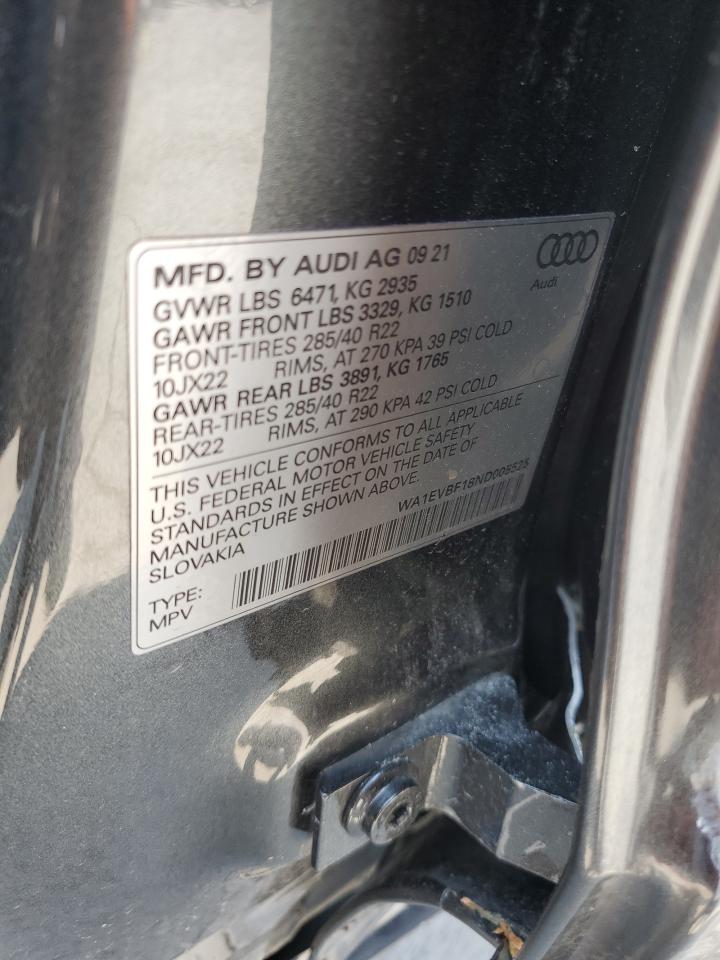 MFD. BY AUDI AG 09 21
Audi
GVWR LBS 6471, KG 2935
GAWR FRONT LBS 3329, KG 1510
FRONT-TIRES 285/40 R22
10JX22 RIMS, AT 270 KPA 39 PSI COLD
GAWR REAR LBS 3891, KG 1765
REAR-TIRES 285/40 R22
10JX22 RIMS, AT 290 KPA 42 PSI COLD
THIS VEHICLE CONFORMS TO ALL APPLICABLE
U.S. FEDERAL MOTOR VEHICLE SAFETY
STANDARDS IN EFFECT ON THE DATE OF
MANUFACTURE SHOWN ABOVE.
SLOVAKIA
WA1EVBF18ND005525
TYPE:
MPV